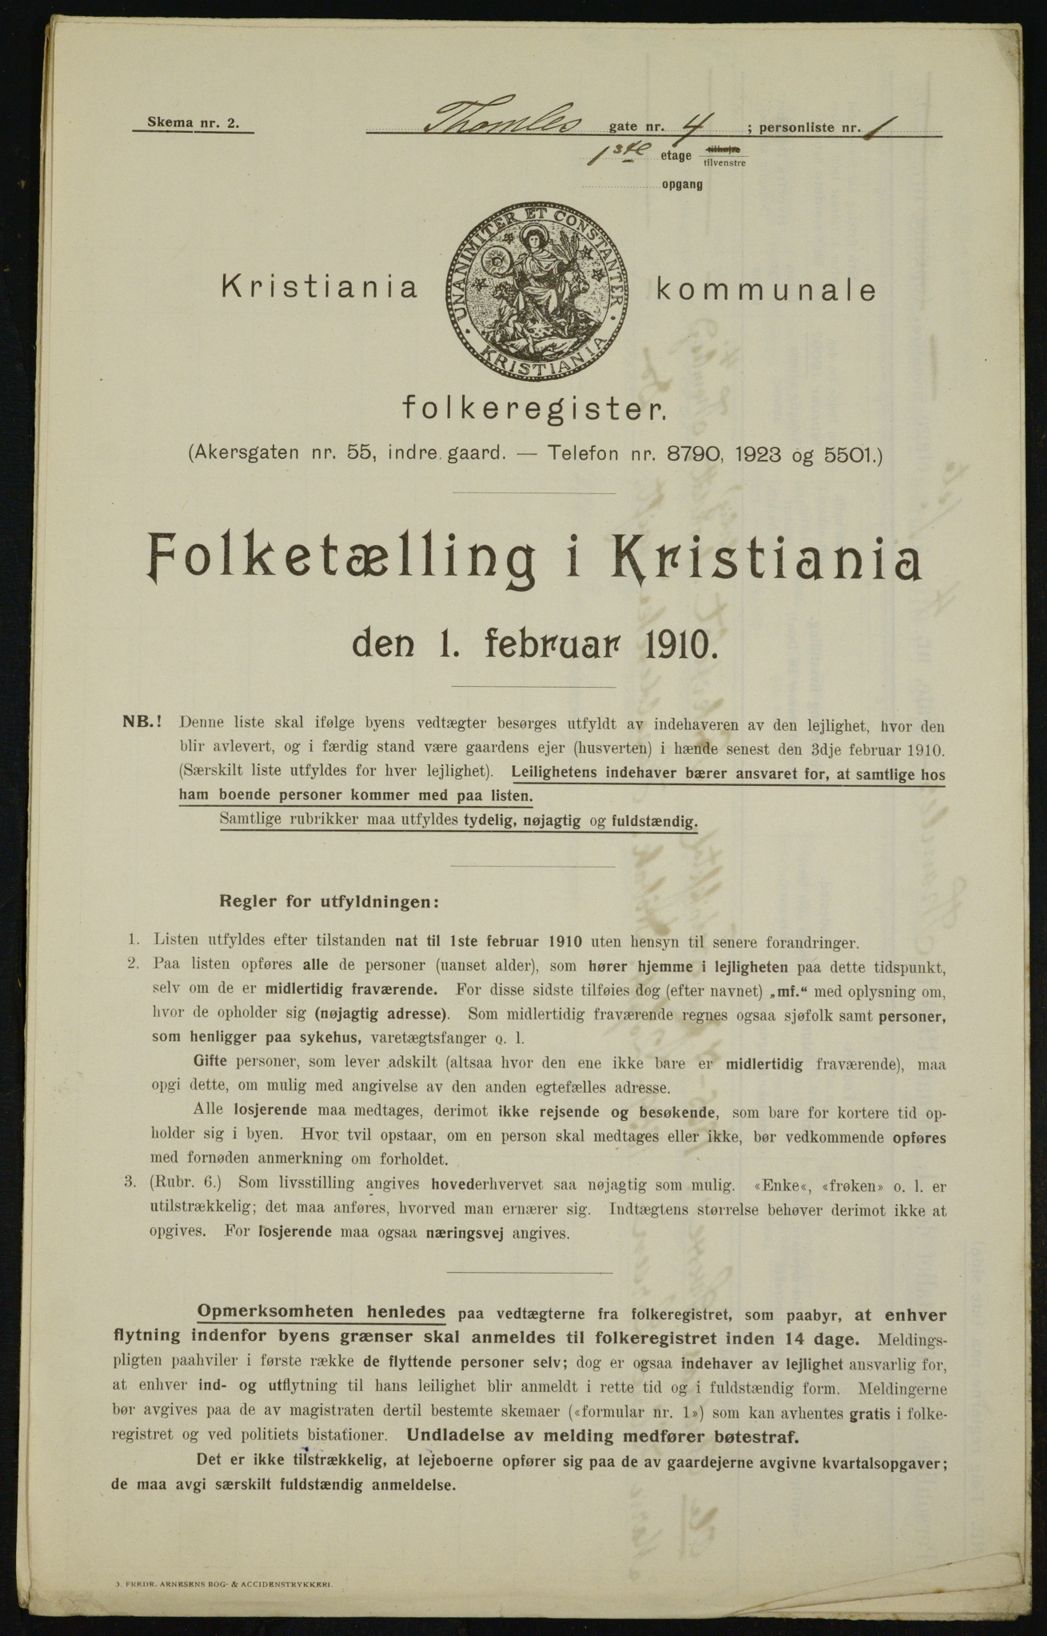 Skema nr. 2.
Thomles gate nr. 4 ; personliste nr. 1
1ste etage tilhøjre
tilvenstre
opgang
UNANIMITER ET CONSTANTER
KRISTIANIA
Kristiania kommunale
folkeregister.
(Akersgaten nr. 55, indre gaard. — Telefon nr. 8790, 1923 og 5501.)
Folketælling i Kristiania
den 1. februar 1910.
NB.! Denne liste skal ifølge byens vedtægter besørges utfyldt av indehaveren av den lejlighet, hvor den
blir avlevert, og i færdig stand være gaardens ejer (husverten) i hænde senest den 3dje februar 1910.
(Særskilt liste utfyldes for hver lejlighet). Leilighetens indehaver bærer ansvaret for, at samtlige hos
ham boende personer kommer med paa listen.
Samtlige rubrikker maa utfyldes tydelig, nøjagtig og fuldstændig.
Regler for utfyldningen:
1. Listen utfyldes efter tilstanden nat til 1ste februar 1910 uten hensyn til senere forandringer.
2. Paa listen opføres alle de personer (uanset alder), som hører hjemme i lejligheten paa dette tidspunkt,
selv om de er midlertidig fraværende. For disse sidste tilføies dog (efter navnet) „mf.“ med oplysning om,
hvor de opholder sig (nøjagtig adresse). Som midlertidig fraværende regnes ogsaa sjøfolk samt personer,
som henligger paa sykehus, varetægtsfanger o. l.
Gifte personer, som lever adskilt (altsaa hvor den ene ikke bare er midlertidig fraværende), maa
opgi dette, om mulig med angivelse av den anden egtefælles adresse.
Alle losjerende maa medtages, derimot ikke rejsende og besøkende, som bare for kortere tid op-
holder sig i byen. Hvor tvil opstaar, om en person skal medtages eller ikke, bør vedkommende opføres
med fornøden anmerkning om forholdet.
3. (Rubr. 6.) Som livsstilling angives hovederhvervet saa nøjagtig som mulig. «Enke«, «frøken» o. l. er
utilstrækkelig; det maa anføres, hvorved man ernærer sig. Indtægtens størrelse behøver derimot ikke at
opgives. For losjerende maa ogsaa næringsvej angives.
Opmerksomheten henledes paa vedtægterne fra folkeregistret, som paabyr, at enhver
flytning indenfor byens grænser skal anmeldes til folkeregistret inden 14 dage. Meldings-
pligten paahviler i første række de flyttende personer selv; dog er ogsaa indehaver av lejlighet ansvarlig for,
at enhver ind- og utflytning til hans leilighet blir anmeldt i rette tid og i fuldstændig form. Meldingerne
bør avgives paa de av magistraten dertil bestemte skemaer («formular nr. 1») som kan avhentes gratis i folke-
registret og ved politiets bistationer. Undladelse av melding medfører bøtestraf.
Det er ikke tilstrækkelig, at lejeboerne opfører sig paa de av gaardejerne avgivne kvartalsopgaver;
de maa avgi særskilt fuldstændig anmeldelse.
J. FREDR. ARNESENS BOG- & ACCIDENSTRYKKERI.